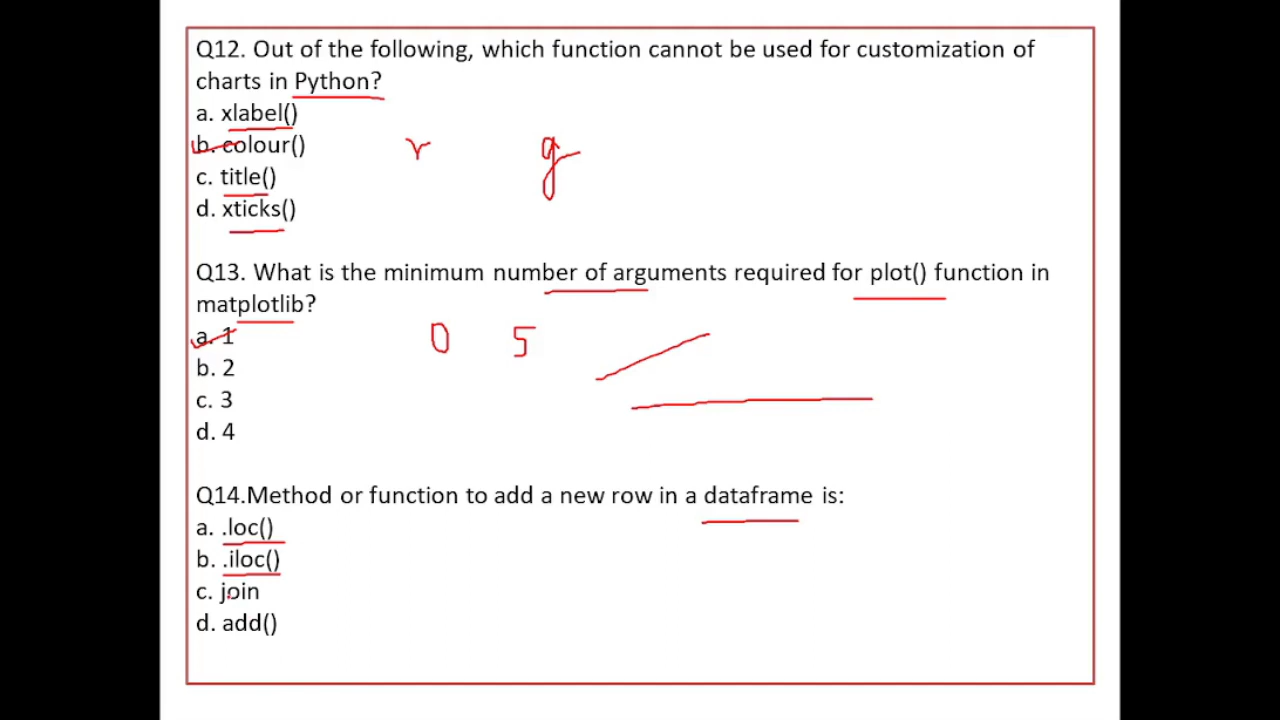 Q12. Out of the following, which function cannot be used for customization of
charts in Python?
a. xlabel()
b. colour() r g
c. title()
d. xticks()
Q13. What is the minimum number of arguments required for plot() function in
matplotlib?
a. 1 0 5
b. 2
c. 3
d. 4
Q14.Method or function to add a new row in a dataframe is:
a. .loc()
b. .iloc()
c. join
d. add()